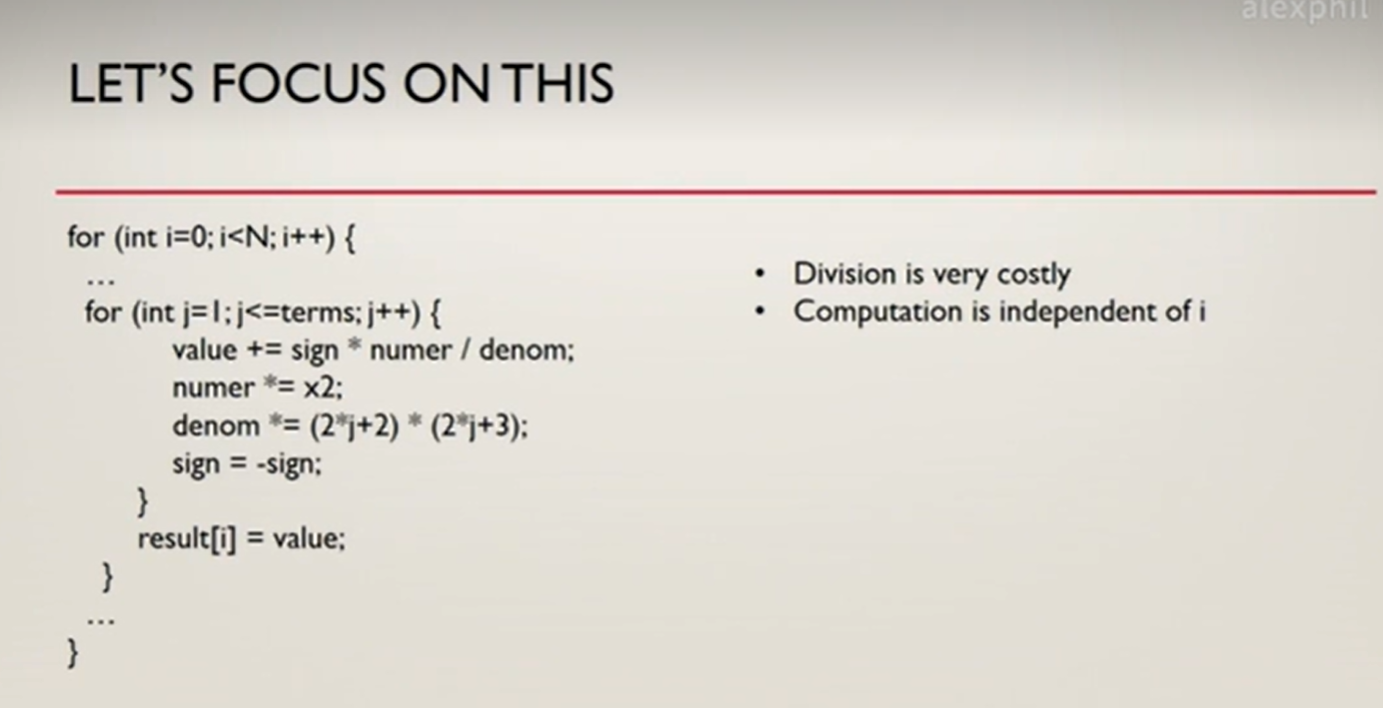 alexphil
LET'S FOCUS ON THIS
for (int i=0; i<N; i++) {
...
for (int j=1; j<=terms; j++) {
value += sign * numer / denom;
numer *= x2;
denom *= (2*j+2) * (2*j+3);
sign = -sign;
}
result[i] = value;
}
...
}
• Division is very costly
• Computation is independent of i